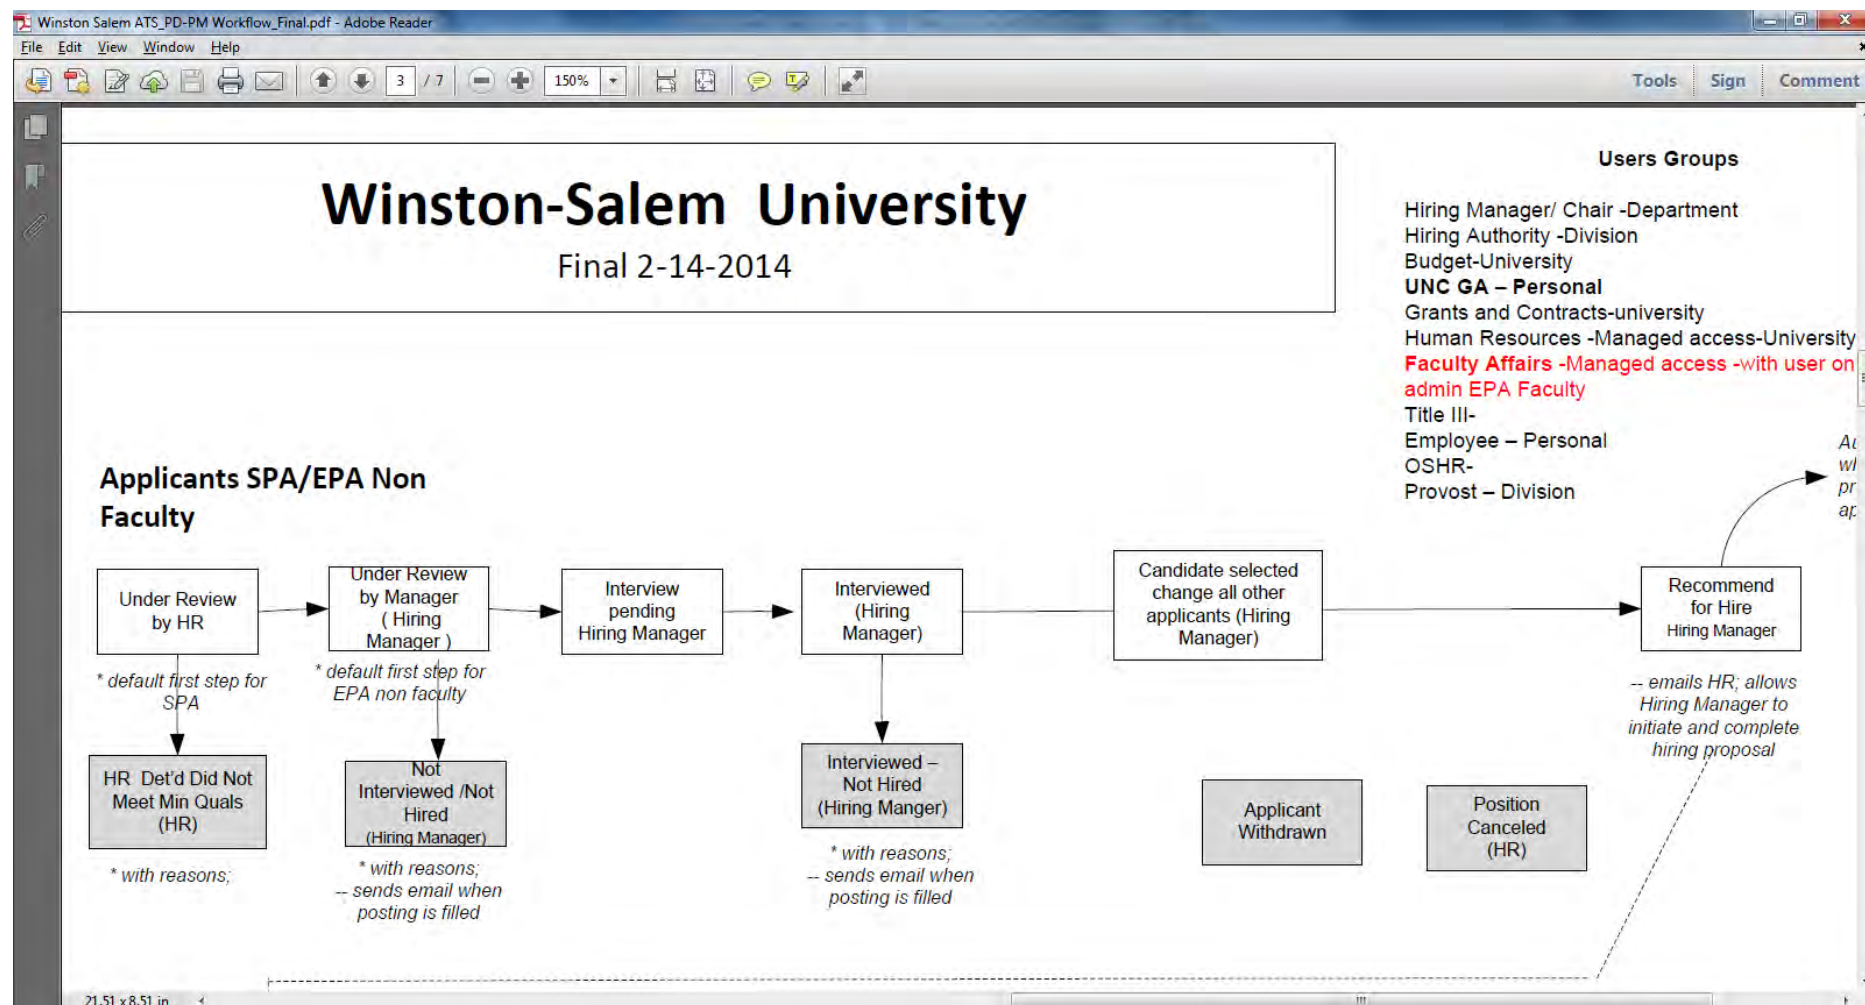 Winston Salem ATS_PD-PM Workflow_Final.pdf - Adobe Reader
File Edit View Window Help
3 / 7
150%
Tools Sign Comment
Winston-Salem University
Final 2-14-2014
Users Groups
Hiring Manager/ Chair -Department
Hiring Authority -Division
Budget-University
UNC GA – Personal
Grants and Contracts-university
Human Resources -Managed access-University
Faculty Affairs -Managed access -with user on
admin EPA Faculty
Title III-
Employee – Personal
OSHR-
Provost – Division
Applicants SPA/EPA Non
Faculty
Under Review
by HR
* default first step for
SPA
HR Det'd Did Not
Meet Min Quals
(HR)
* with reasons;
Under Review
by Manager
( Hiring
Manager )
* default first step for
EPA non faculty
Not
Interviewed /Not
Hired
(Hiring Manager)
* with reasons;
-- sends email when
posting is filled
Interview
pending
Hiring Manager
Interviewed
(Hiring
Manager)
Interviewed –
Not Hired
(Hiring Manger)
* with reasons;
-- sends email when
posting is filled
Candidate selected
change all other
applicants (Hiring
Manager)
Applicant
Withdrawn
Position
Canceled
(HR)
Recommend
for Hire
Hiring Manager
-- emails HR; allows
Hiring Manager to
initiate and complete
hiring proposal
21.51 x 8.51 in